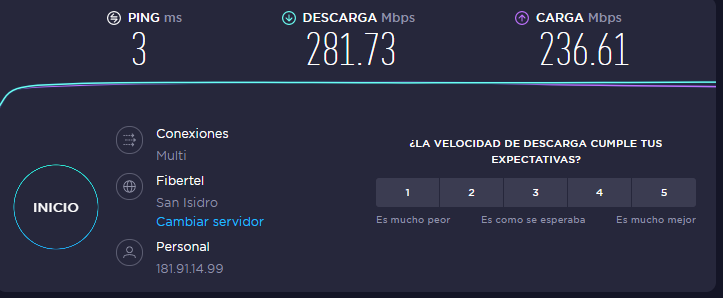 PING ms
3
DESCARGA Mbps
281.73
CARGA Mbps
236.61
INICIO
Conexiones
Multi
Fibertel
San Isidro
Cambiar servidor
Personal
181.91.14.99
¿LA VELOCIDAD DE DESCARGA CUMPLE TUS
EXPECTATIVAS?
1 2 3 4 5
Es mucho peor Es como se esperaba Es mucho mejor